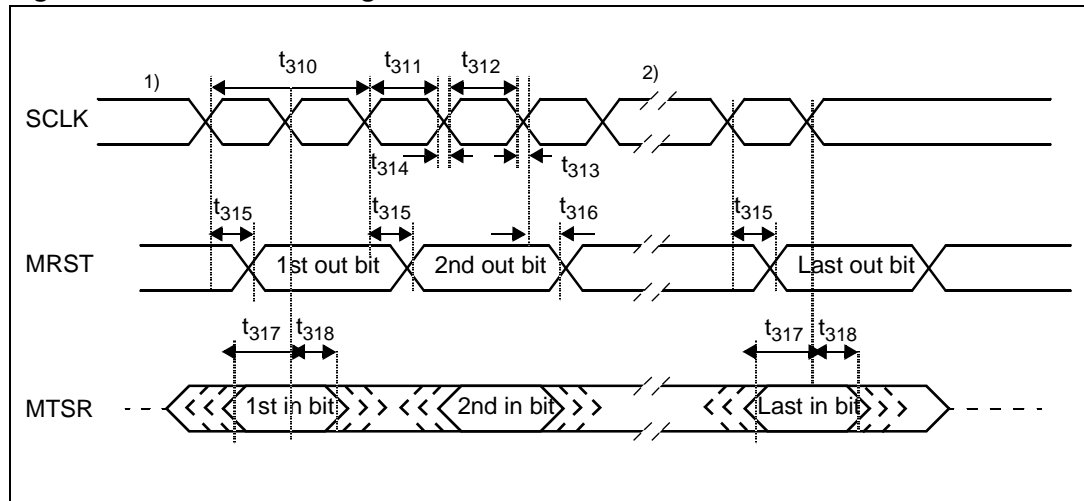 1)
t310
t311
t312
2)
SCLK
t314
t313
t315
t315
t316
t315
MRST
1st out bit
2nd out bit
Last out bit
t317
t318
t317
t318
MTSR
1st in bit
2nd in bit
Last in bit